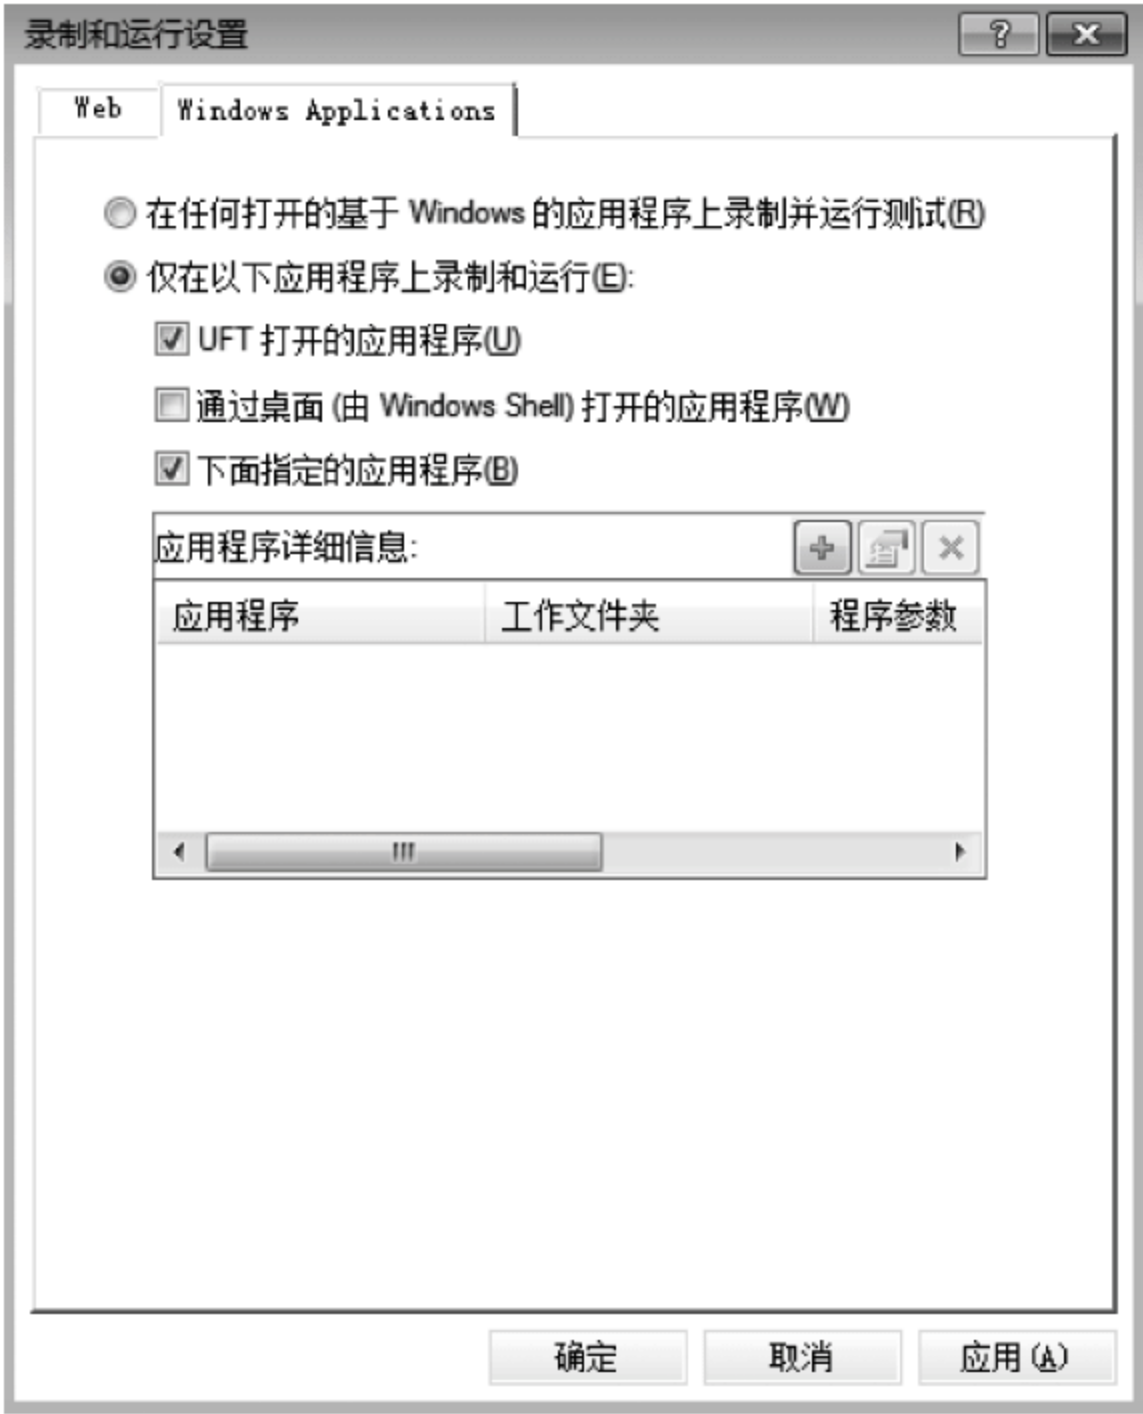 录制和运行设置
Web
Windows Applications
在任何打开的基于 Windows 的应用程序上录制并运行测试(R)
仅在以下应用程序上录制和运行(E):
UFT 打开的应用程序(U)
通过桌面 (由 Windows Shell) 打开的应用程序(W)
下面指定的应用程序(B)
应用程序详细信息:
应用程序 工作文件夹 程序参数
确定 取消 应用(A)